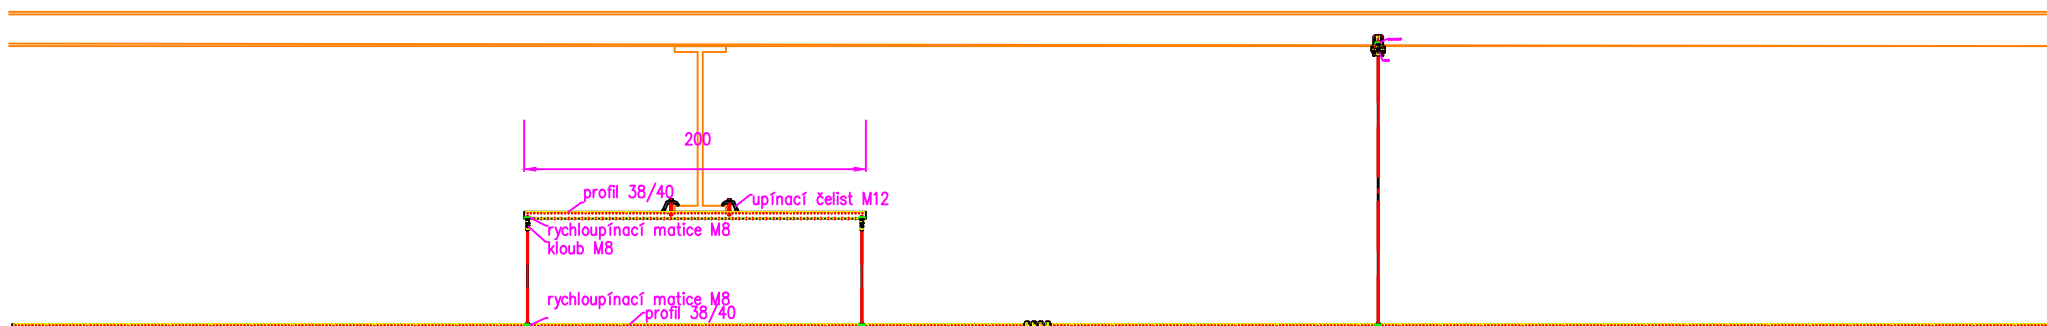 200
profil 38/40
upínací čelist M12
rychloupínací matice M8
kloub M8
rychloupínací matice M8
profil 38/40